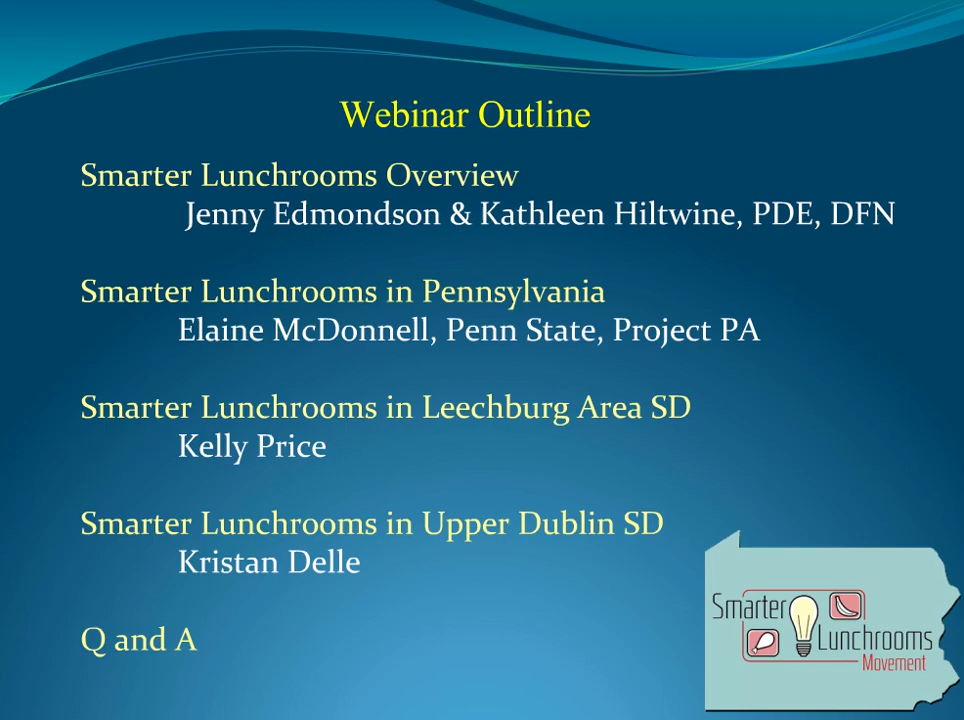 Webinar Outline
Smarter Lunchrooms Overview
Jenny Edmondson & Kathleen Hiltwine, PDE, DFN
Smarter Lunchrooms in Pennsylvania
Elaine McDonnell, Penn State, Project PA
Smarter Lunchrooms in Leechburg Area SD
Kelly Price
Smarter Lunchrooms in Upper Dublin SD
Kristan Delle
Q and A
Smarter
Lunchrooms
Movement